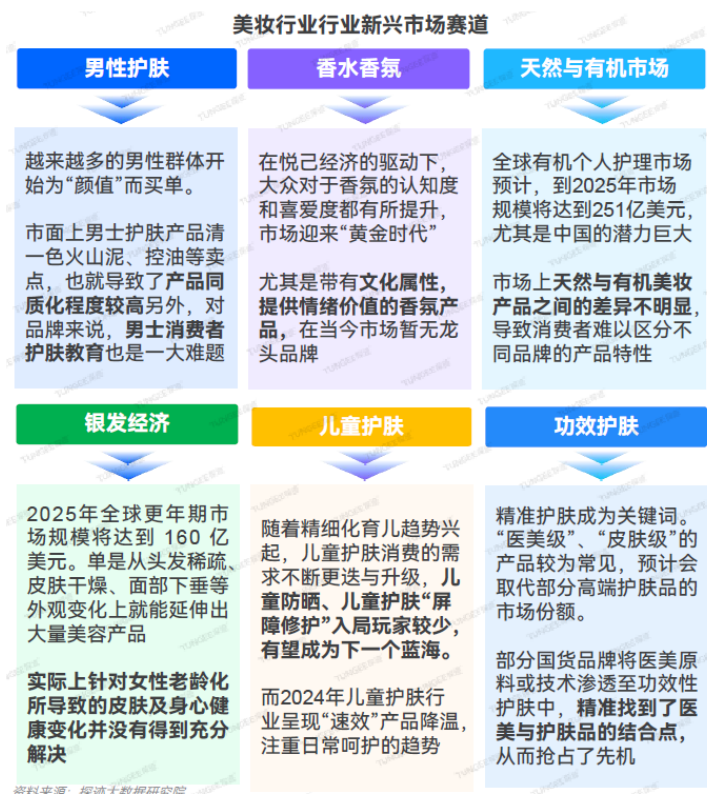 美妆行业行业新兴市场赛道
男性护肤
越来越多的男性群体开
始为“颜值”而买单。
市面上男士护肤产品清
一色火山泥、控油等卖
点，也就导致了产品同
质化程度较高另外，对
品牌来说，男士消费者
护肤教育也是一大难题
香水香氛
在悦己经济的驱动下，
大众对于香氛的认知度
和喜爱度都有所提升，
市场迎来“黄金时代”
尤其是带有文化属性，
提供情绪价值的香氛产
品，在当今市场暂无龙
头品牌
天然与有机市场
全球有机个人护理市场
预计，到2025年市场
规模将达到251亿美元，
尤其是中国的潜力巨大
市场上天然与有机美妆
产品之间的差异不明显，
导致消费者难以区分不
同品牌的产品特性
银发经济
2025年全球更年期市
场规模将达到 160 亿
美元。单是从头发稀疏、
皮肤干燥、面部下垂等
外观变化上就能延伸出
大量美容产品
实际上针对女性老龄化
所导致的皮肤及身心健
康变化并没有得到充分
解决
儿童护肤
随着精细化育儿趋势兴
起，儿童护肤消费的需
求不断更迭与升级，儿
童防晒、儿童护肤“屏
障修护”入局玩家较少，
有望成为下一个蓝海。
而2024年儿童护肤行
业呈现“速效”产品降温，
注重日常呵护的趋势
功效护肤
精准护肤成为关键词。
“医美级”、“皮肤级”的
产品较为常见，预计会
取代部分高端护肤品的
市场份额。
部分国货品牌将医美原
料或技术渗透至功效性
护肤中，精准找到了医
美与护肤品的结合点，
从而抢占了先机
资料来源：探迹大数据研究院